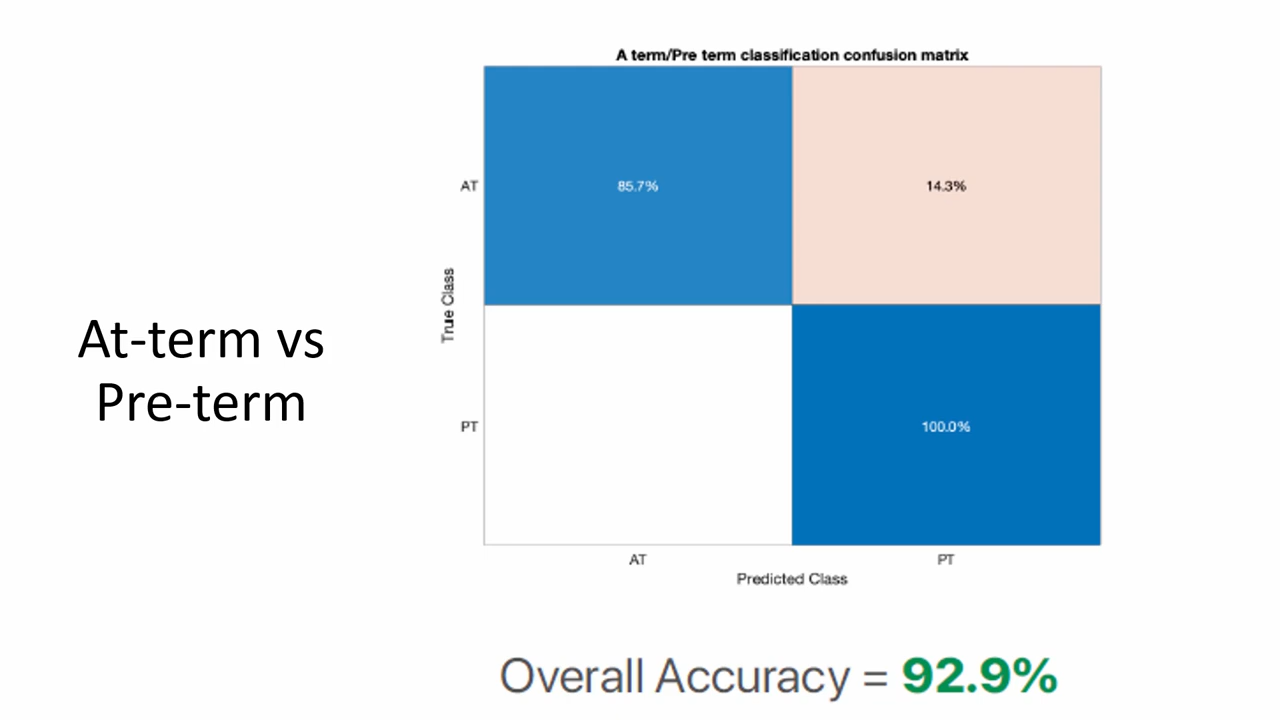 A term/Pre term classification confusion matrix
AT
85.7%
14.3%
True Class
At-term vs
Pre-term
PT
100.0%
AT
PT
Predicted Class
Overall Accuracy = 92.9%